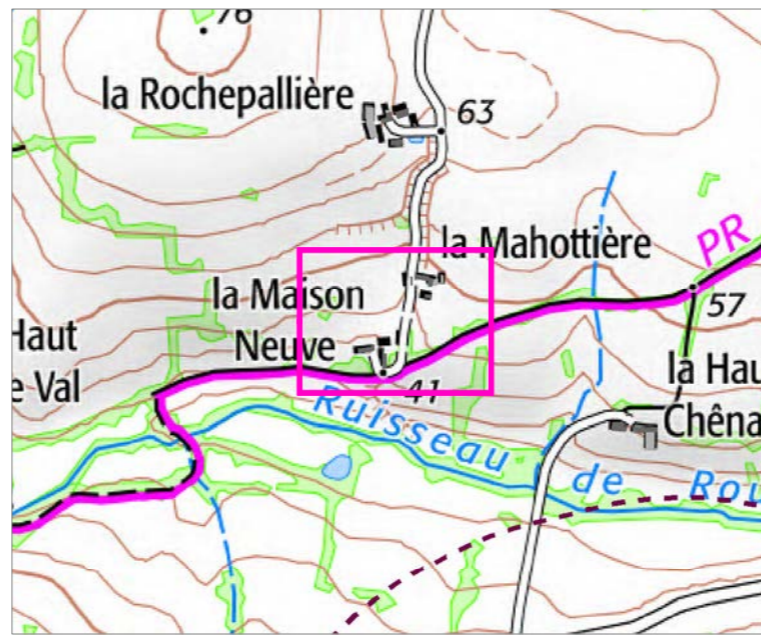 76
la Rochepallière
63
la Mahottière
PR
la Maison
Neuve
57
Haut
e Val
41
la Hau
Chêna
Ruisseau de Rou